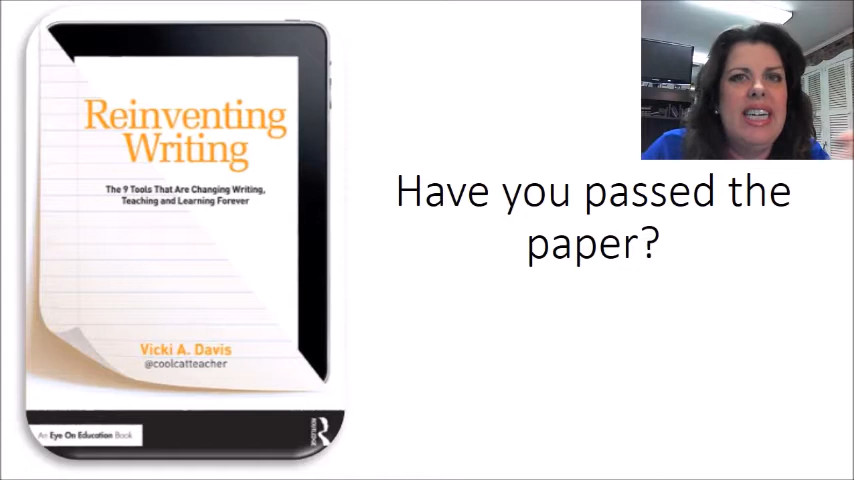 Reinventing
Writing
The 9 Tools That Are Changing Writing,
Teaching and Learning Forever
Vicki A. Davis
@coolcatteacher
An Eye On Education Book
ROUTLEDGE
Have you passed the
paper?